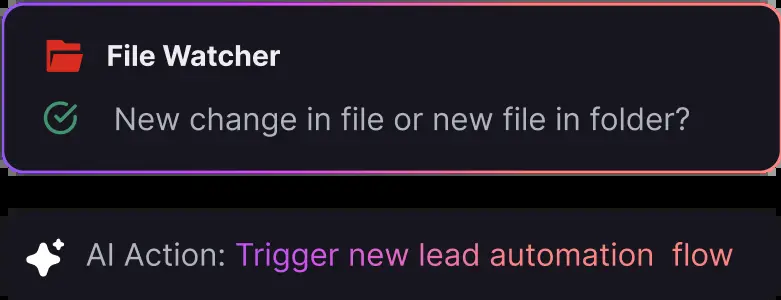 File Watcher
New change in file or new file in folder?
AI Action: Trigger new lead automation flow